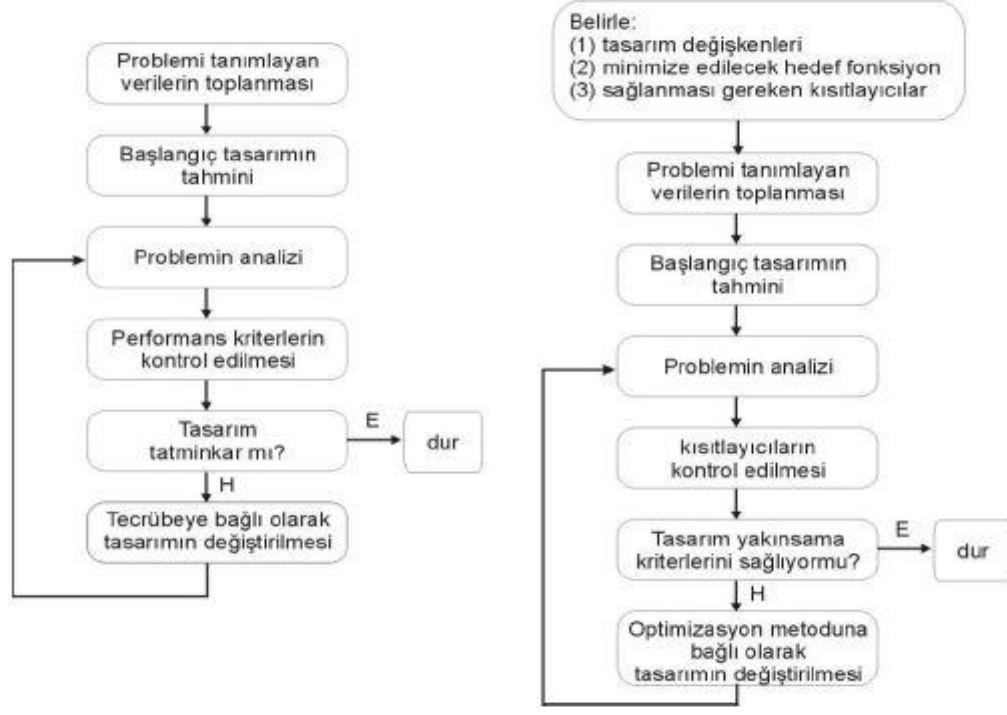 Problemi tanımlayan
verilerin toplanması
Başlangıç tasarımın
tahmini
Problemin analizi
Performans kriterlerin
kontrol edilmesi
Tasarım
tatminkar mı?
E
dur
H
Tecrübeye bağlı olarak
tasarımın değiştirilmesi
Belirle:
(1) tasarım değişkenleri
(2) minimize edilecek hedef fonksiyon
(3) sağlanması gereken kısıtlayıcılar
Problemi tanımlayan
verilerin toplanması
Başlangıç tasarımın
tahmini
Problemin analizi
kısıtlayıcıların
kontrol edilmesi
Tasarım yakınsama
kriterlerini sağlıyormu?
E
dur
H
Optimizasyon metoduna
bağlı olarak
tasarımın değiştirilmesi